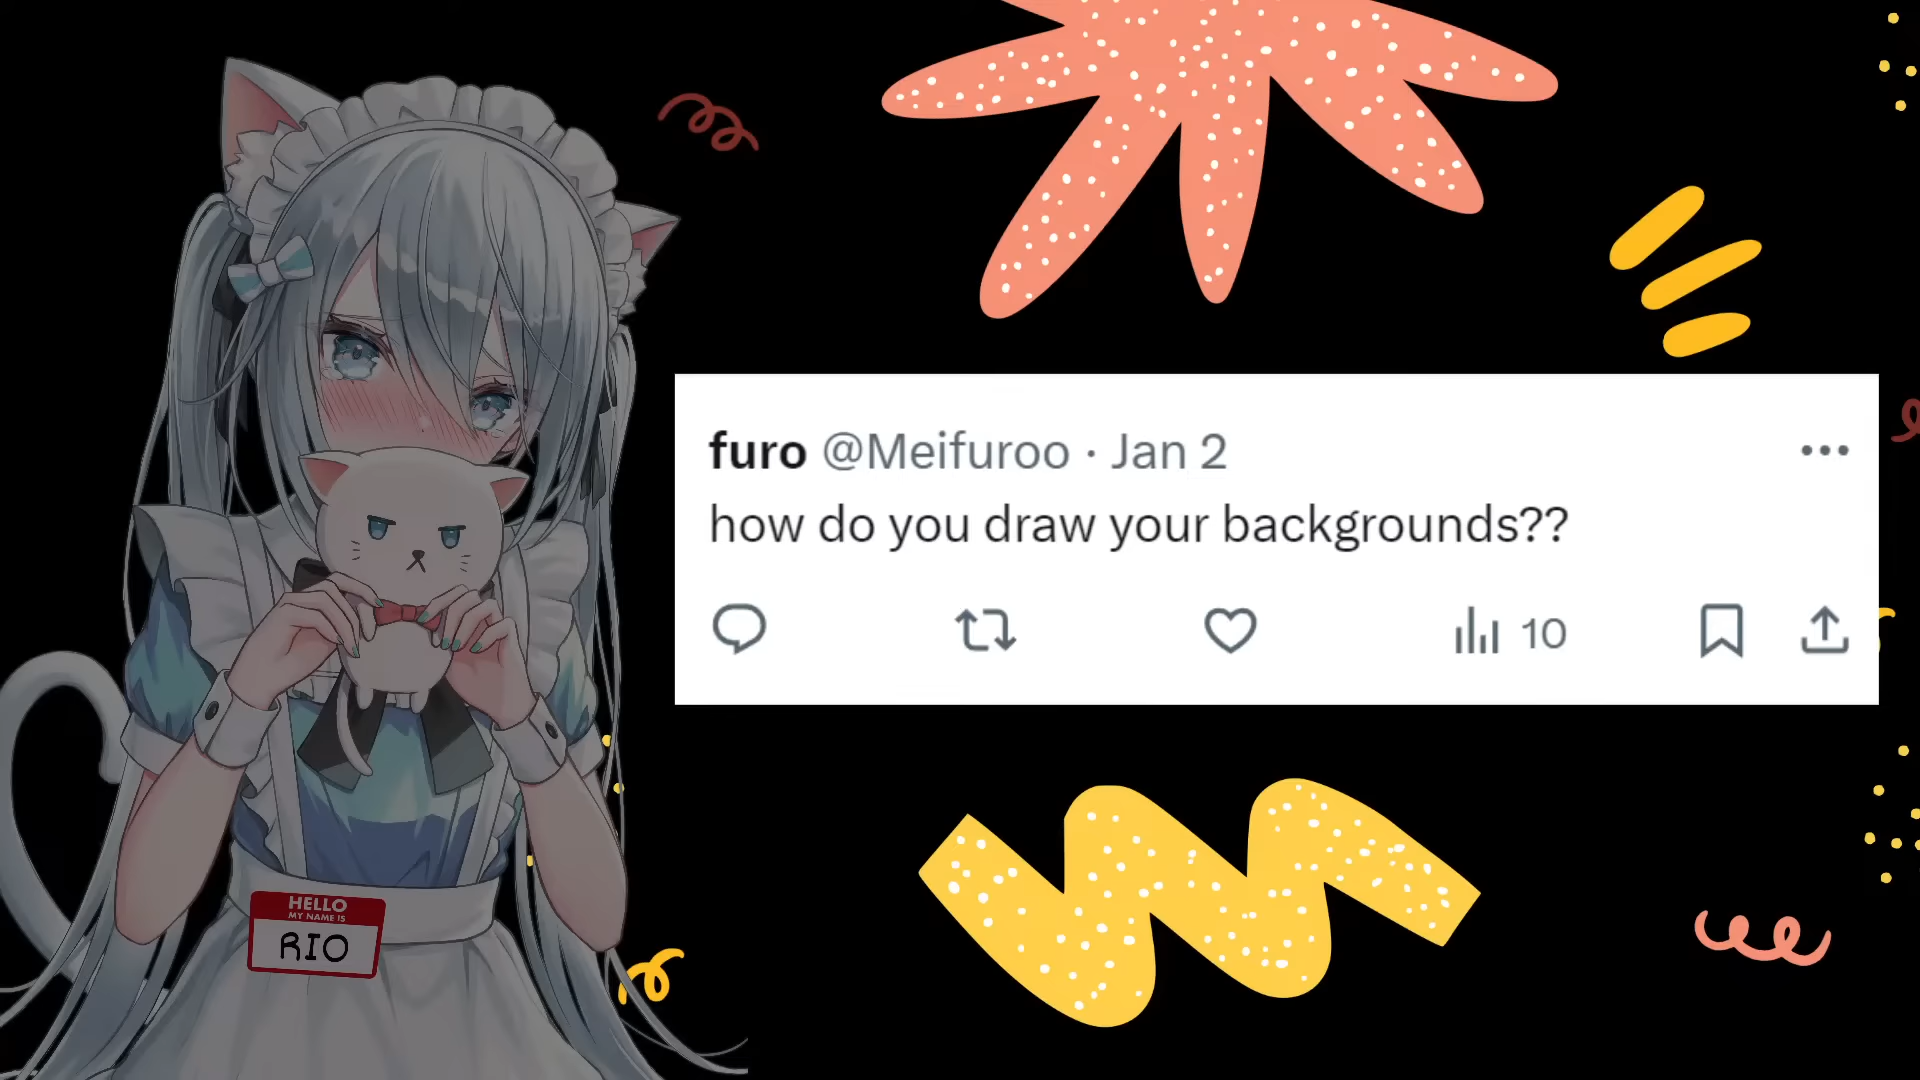 furo @Meifuroo · Jan 2
how do you draw your backgrounds??
10
HELLO
MY NAME IS
RIO